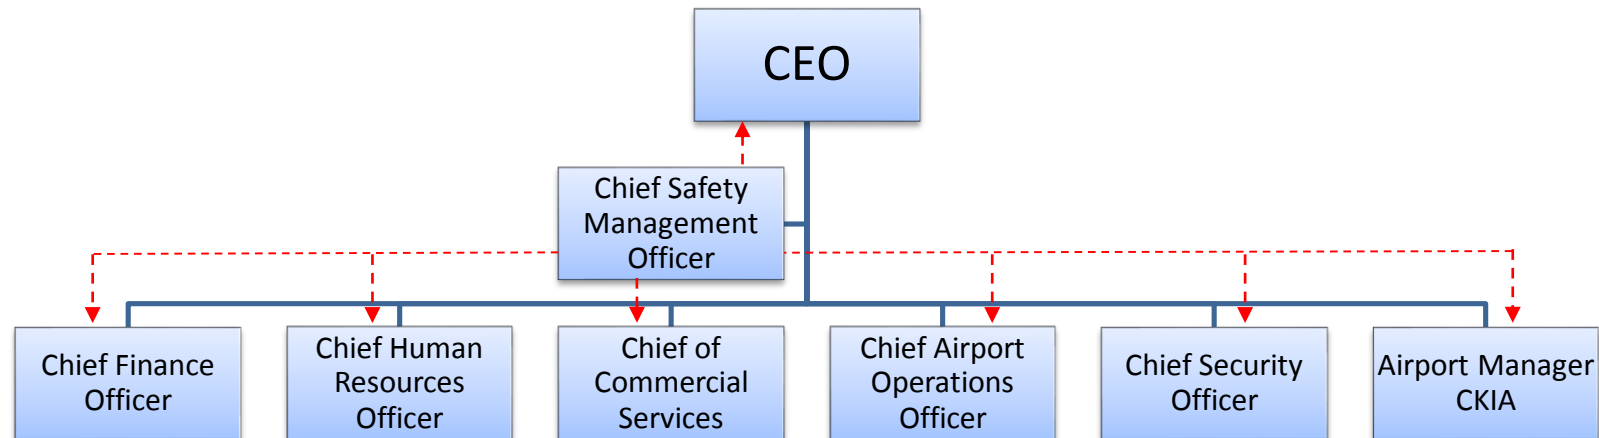 CEO
Chief Safety
Management
Officer
Chief Finance
Officer
Chief Human
Resources
Officer
Chief of
Commercial
Services
Chief Airport
Operations
Officer
Chief Security
Officer
Airport Manager
CKIA